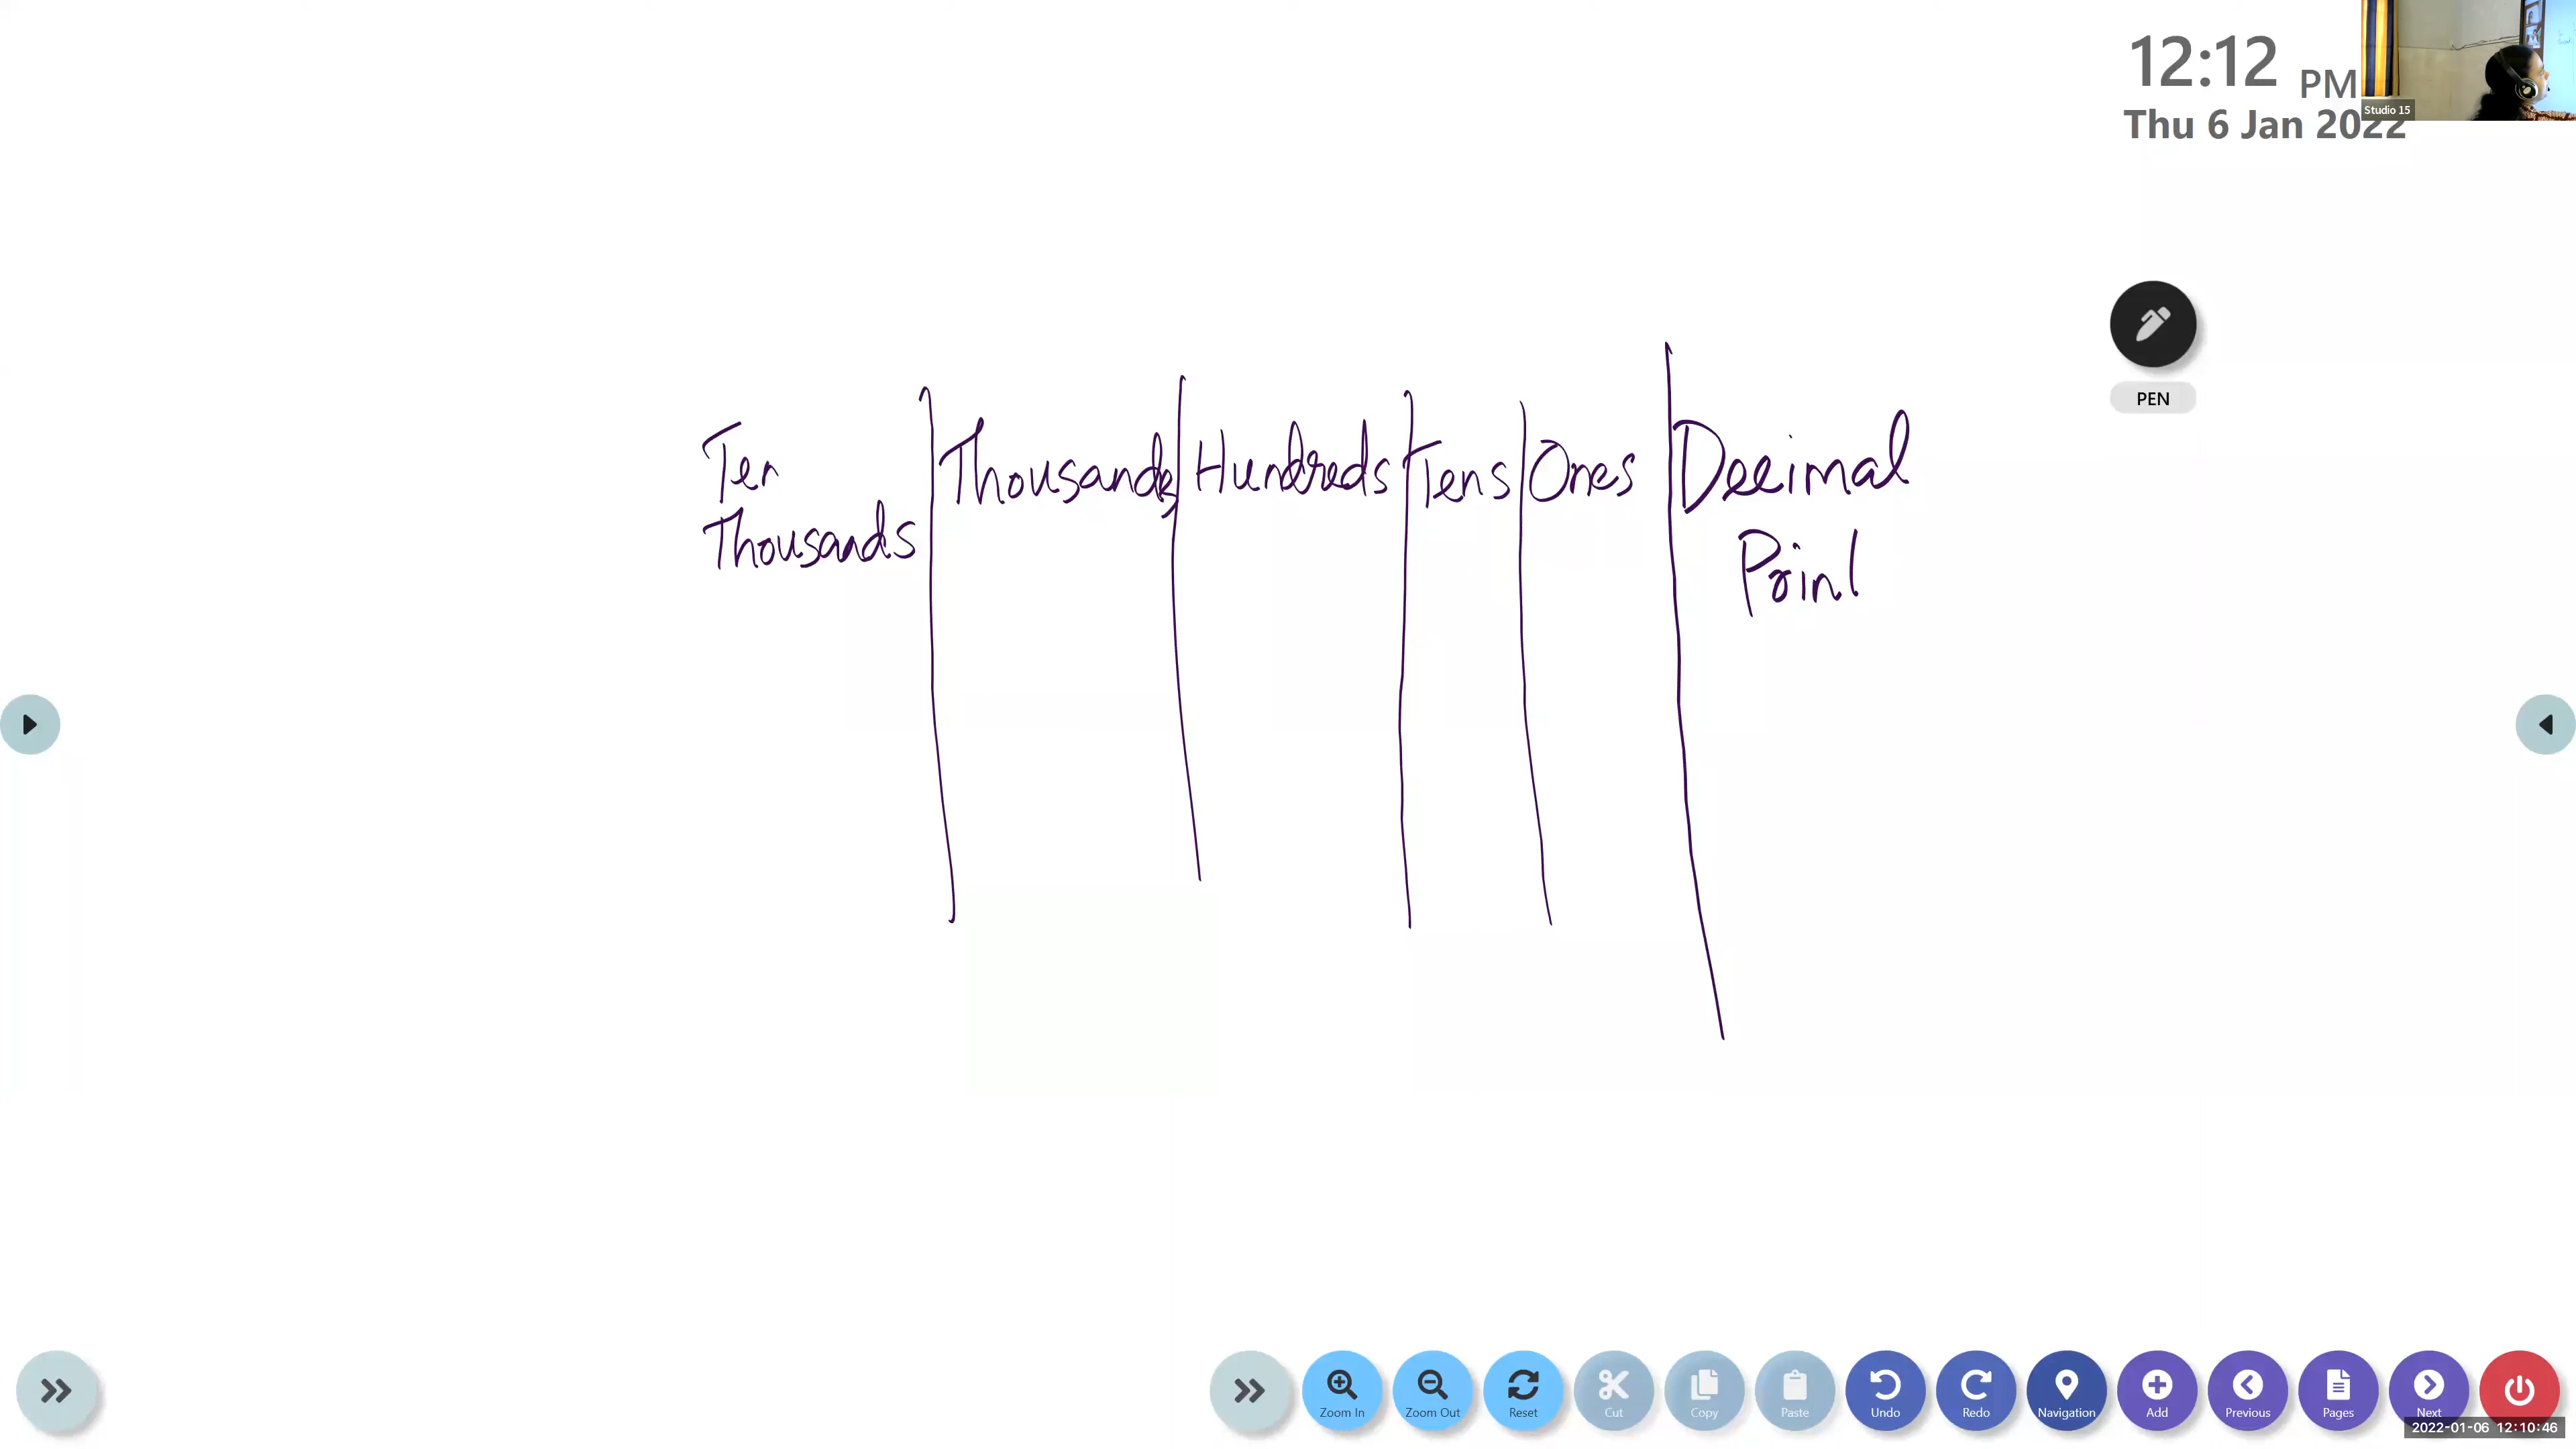 12:12 PM
Thu 6 Jan 2022
Studio 15
PEN
Ten Thousands
Thousands
Hundreds
Tens
Ones
Decimal Point
Zoom In
Zoom Out
Reset
Cut
Copy
Paste
Undo
Redo
Navigation
Add
Previous
Pages
Next
2022-01-06 12:10:46